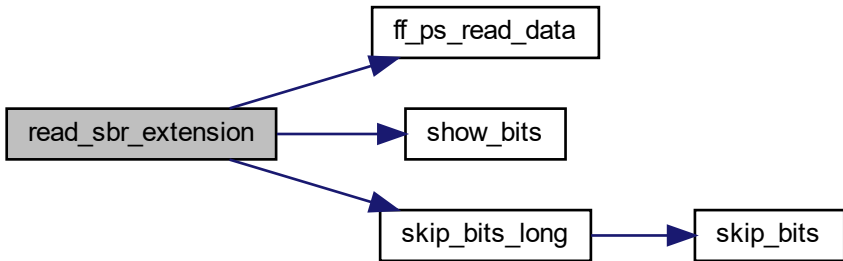 ff_ps_read_data
read_sbr_extension
show_bits
skip_bits_long
skip_bits